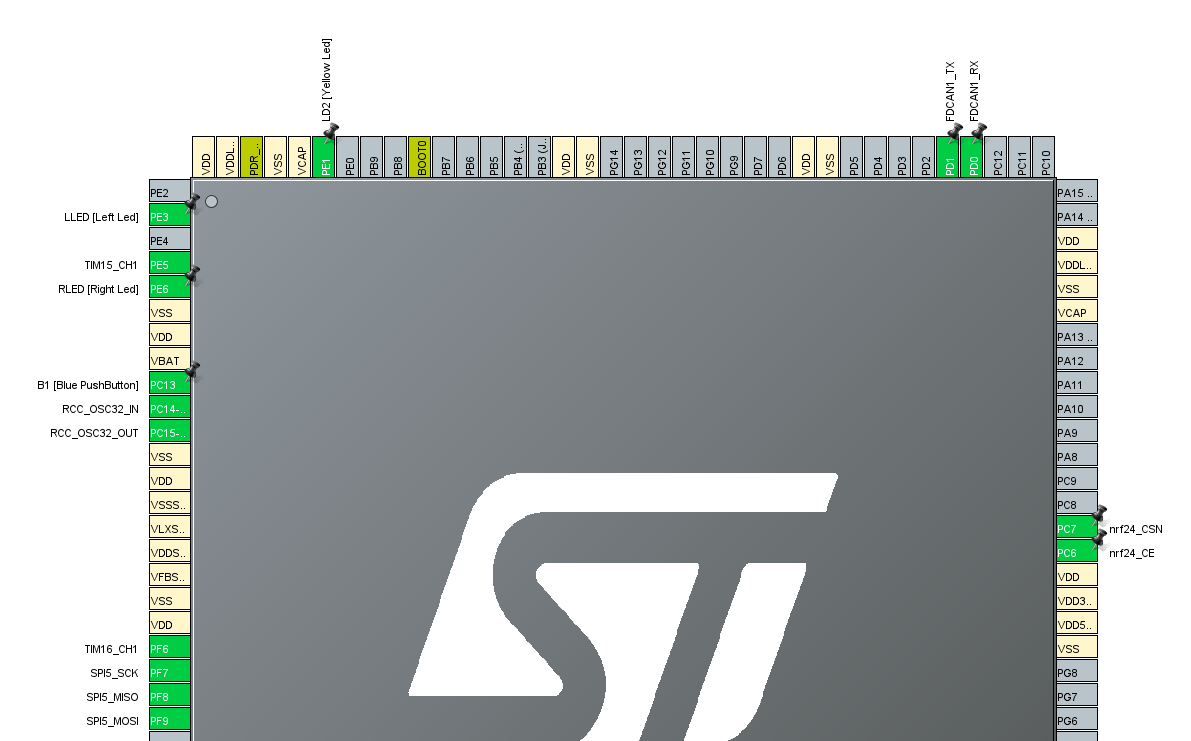 LD2 [Yellow Led]
FDCAN1_TX
FDCAN1_RX
VDD
VDDL..
PDR_..
VSS
VCAP
PE1
PE0
PB9
PB8
BOOT0
PB7
PB6
PB5
PB4 (..
PB3 (J..
VDD
VSS
PG14
PG13
PG12
PG11
PG10
PG9
PD7
PD6
VDD
VSS
PD5
PD4
PD3
PD2
PD1
PD0
PC12
PC11
PC10
PE2
LLED [Left Led] PE3
PE4
TIM15_CH1 PE5
RLED [Right Led] PE6
VSS
VDD
VBAT
B1 [Blue PushButton] PC13
RCC_OSC32_IN PC14-..
RCC_OSC32_OUT PC15-..
VSS
VDD
VSSS..
VLXS..
VDDS..
VFBS..
VSS
VDD
TIM16_CH1 PF6
SPI5_SCK PF7
SPI5_MISO PF8
SPI5_MOSI PF9
PA15 ..
PA14 ..
VDD
VDDL..
VSS
VCAP
PA13 ..
PA12
PA11
PA10
PA9
PA8
PC9
PC8
PC7 nrf24_CSN
PC6 nrf24_CE
VDD
VDD3..
VDD5..
VSS
PG8
PG7
PG6
ST